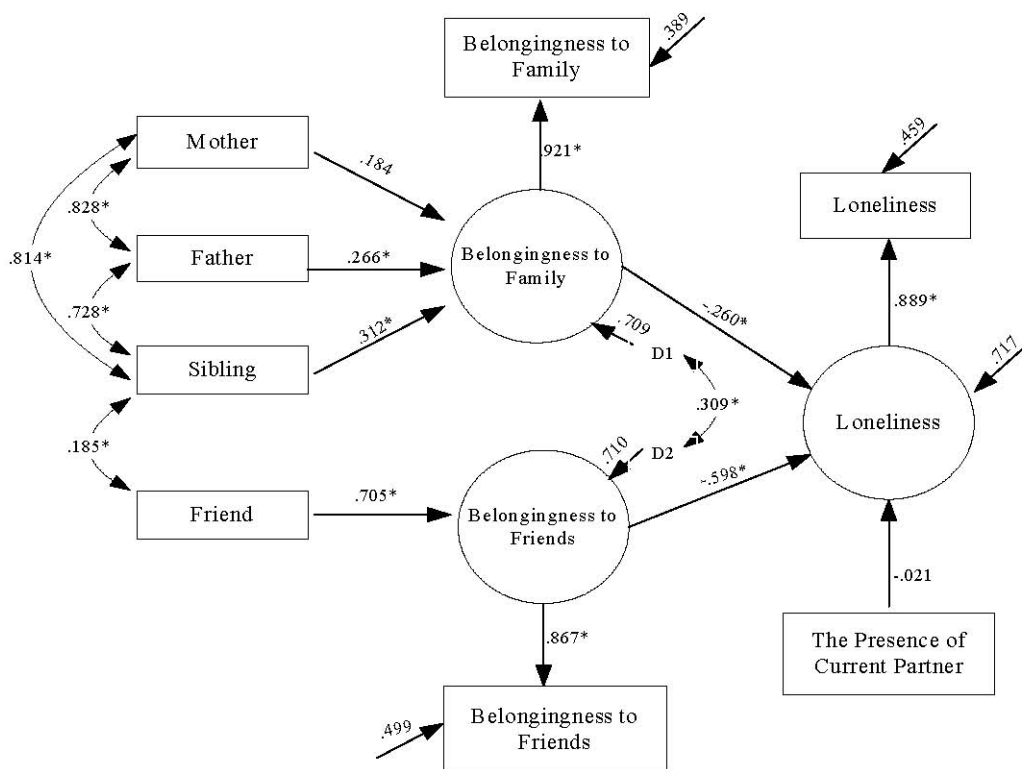 Belongingness to
Family
.389
Mother
.184
.921*
.459
.828*
Loneliness
.814*
Father
.266*
Belongingness to
Family
.889*
.728*
.312*
-.260*
.709
D1
.717
Sibling
.309*
Loneliness
.185*
.710
D2
-.598*
Friend
.705*
Belongingness to
Friends
-.021
.867*
The Presence of
Current Partner
.499
Belongingness to
Friends